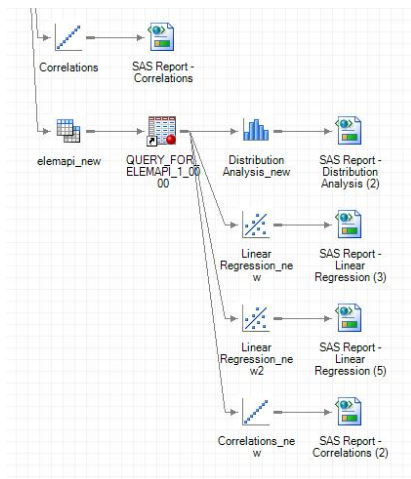 Correlations
SAS Report -
Correlations
elemapi_new
QUERY_FOR_
ELEMAPI_1_00
00
Distribution
Analysis_new
SAS Report -
Distribution
Analysis (2)
Linear
Regression_ne
w
SAS Report -
Linear
Regression (3)
Linear
Regression_ne
w2
SAS Report -
Linear
Regression (5)
Correlations_ne
w
SAS Report -
Correlations (2)